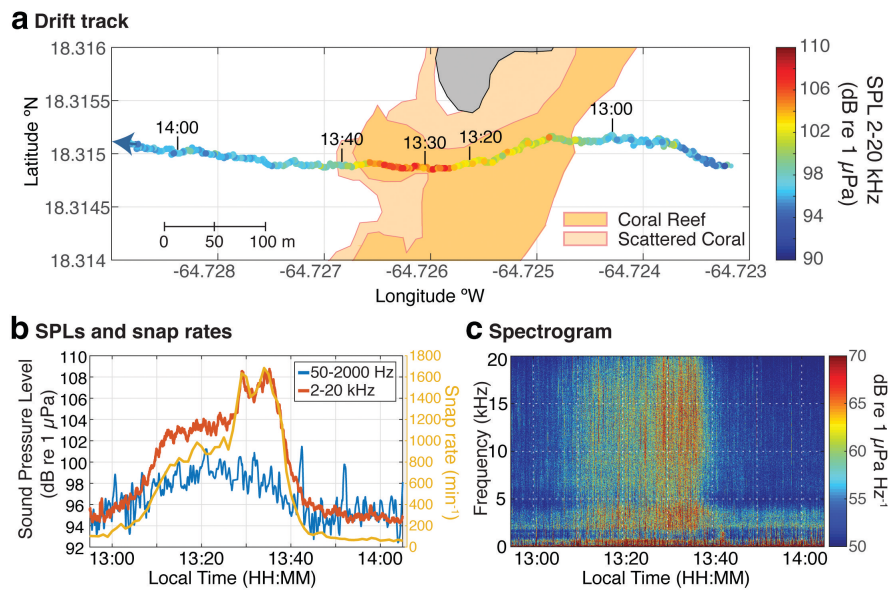 a Drift track
18.316
18.3155
18.315
18.3145
18.314
Latitude ºN
14:00
13:40
13:30
13:20
13:00
0 50 100 m
Coral Reef
Scattered Coral
-64.728 -64.727 -64.726 -64.725 -64.724 -64.723
Longitude ºW
110
106
102
98
94
90
SPL 2-20 kHz
(dB re 1 µPa)
b SPLs and snap rates
110
108
106
104
102
100
98
96
94
92
Sound Pressure Level
(dB re 1 µPa)
50-2000 Hz
2-20 kHz
1800
1600
1400
1200
1000
800
600
400
200
0
Snap rate (min-1)
13:00 13:20 13:40 14:00
Local Time (HH:MM)
c Spectrogram
20
15
10
5
0
Frequency (kHz)
13:00 13:20 13:40 14:00
Local Time (HH:MM)
70
65
60
55
50
dB re 1 µPa Hz-1